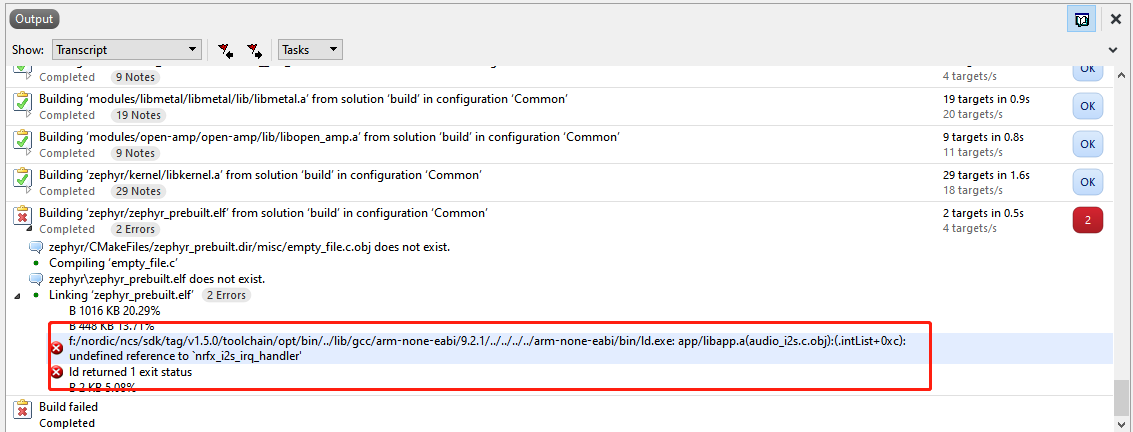 Output
Show: Transcript Tasks
Completed 9 Notes 4 targets/s OK
Building ‘modules/libmetal/libmetal/lib/libmetal.a’ from solution ‘build’ in configuration ‘Common’ 19 targets in 0.9s
Completed 19 Notes 20 targets/s OK
Building ‘modules/open-amp/open-amp/lib/libopen_amp.a’ from solution ‘build’ in configuration ‘Common’ 9 targets in 0.8s
Completed 9 Notes 11 targets/s OK
Building ‘zephyr/kernel/libkernel.a’ from solution ‘build’ in configuration ‘Common’ 29 targets in 1.6s
Completed 29 Notes 18 targets/s OK
Building ‘zephyr/zephyr_prebuilt.elf’ from solution ‘build’ in configuration ‘Common’ 2 targets in 0.5s
Completed 2 Errors 4 targets/s 2
zephyr/CMakeFiles/zephyr_prebuilt.dir/misc/empty_file.c.obj does not exist.
Compiling ‘empty_file.c’
zephyr\zephyr_prebuilt.elf does not exist.
Linking ‘zephyr_prebuilt.elf’ 2 Errors
B 1016 KB 20.29%
B 448 KB 13.71%
f:/nordic/ncs/sdk/tag/v1.5.0/toolchain/opt/bin/../lib/gcc/arm-none-eabi/9.2.1/../../../../arm-none-eabi/bin/ld.exe: app/libapp.a(audio_i2s.c.obj):(.intList+0xc):
undefined reference to `nrfx_i2s_irq_handler'
ld returned 1 exit status
B 2 KB 5.08%
Build failed
Completed